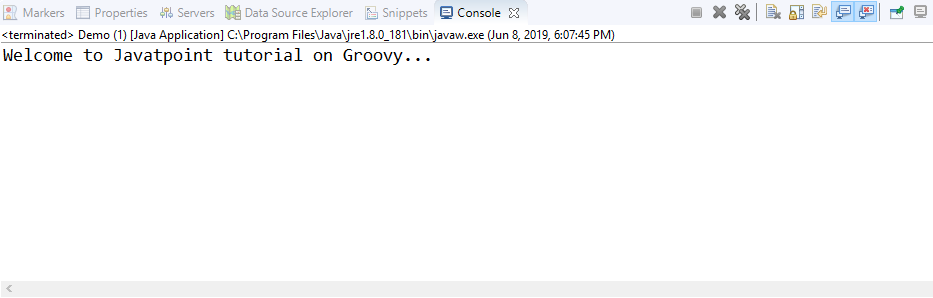 Markers Properties Servers Data Source Explorer Snippets Console
<terminated> Demo (1) [Java Application] C:\Program Files\Java\jre1.8.0_181\bin\javaw.exe (Jun 8, 2019, 6:07:45 PM)
Welcome to Javatpoint tutorial on Groovy...